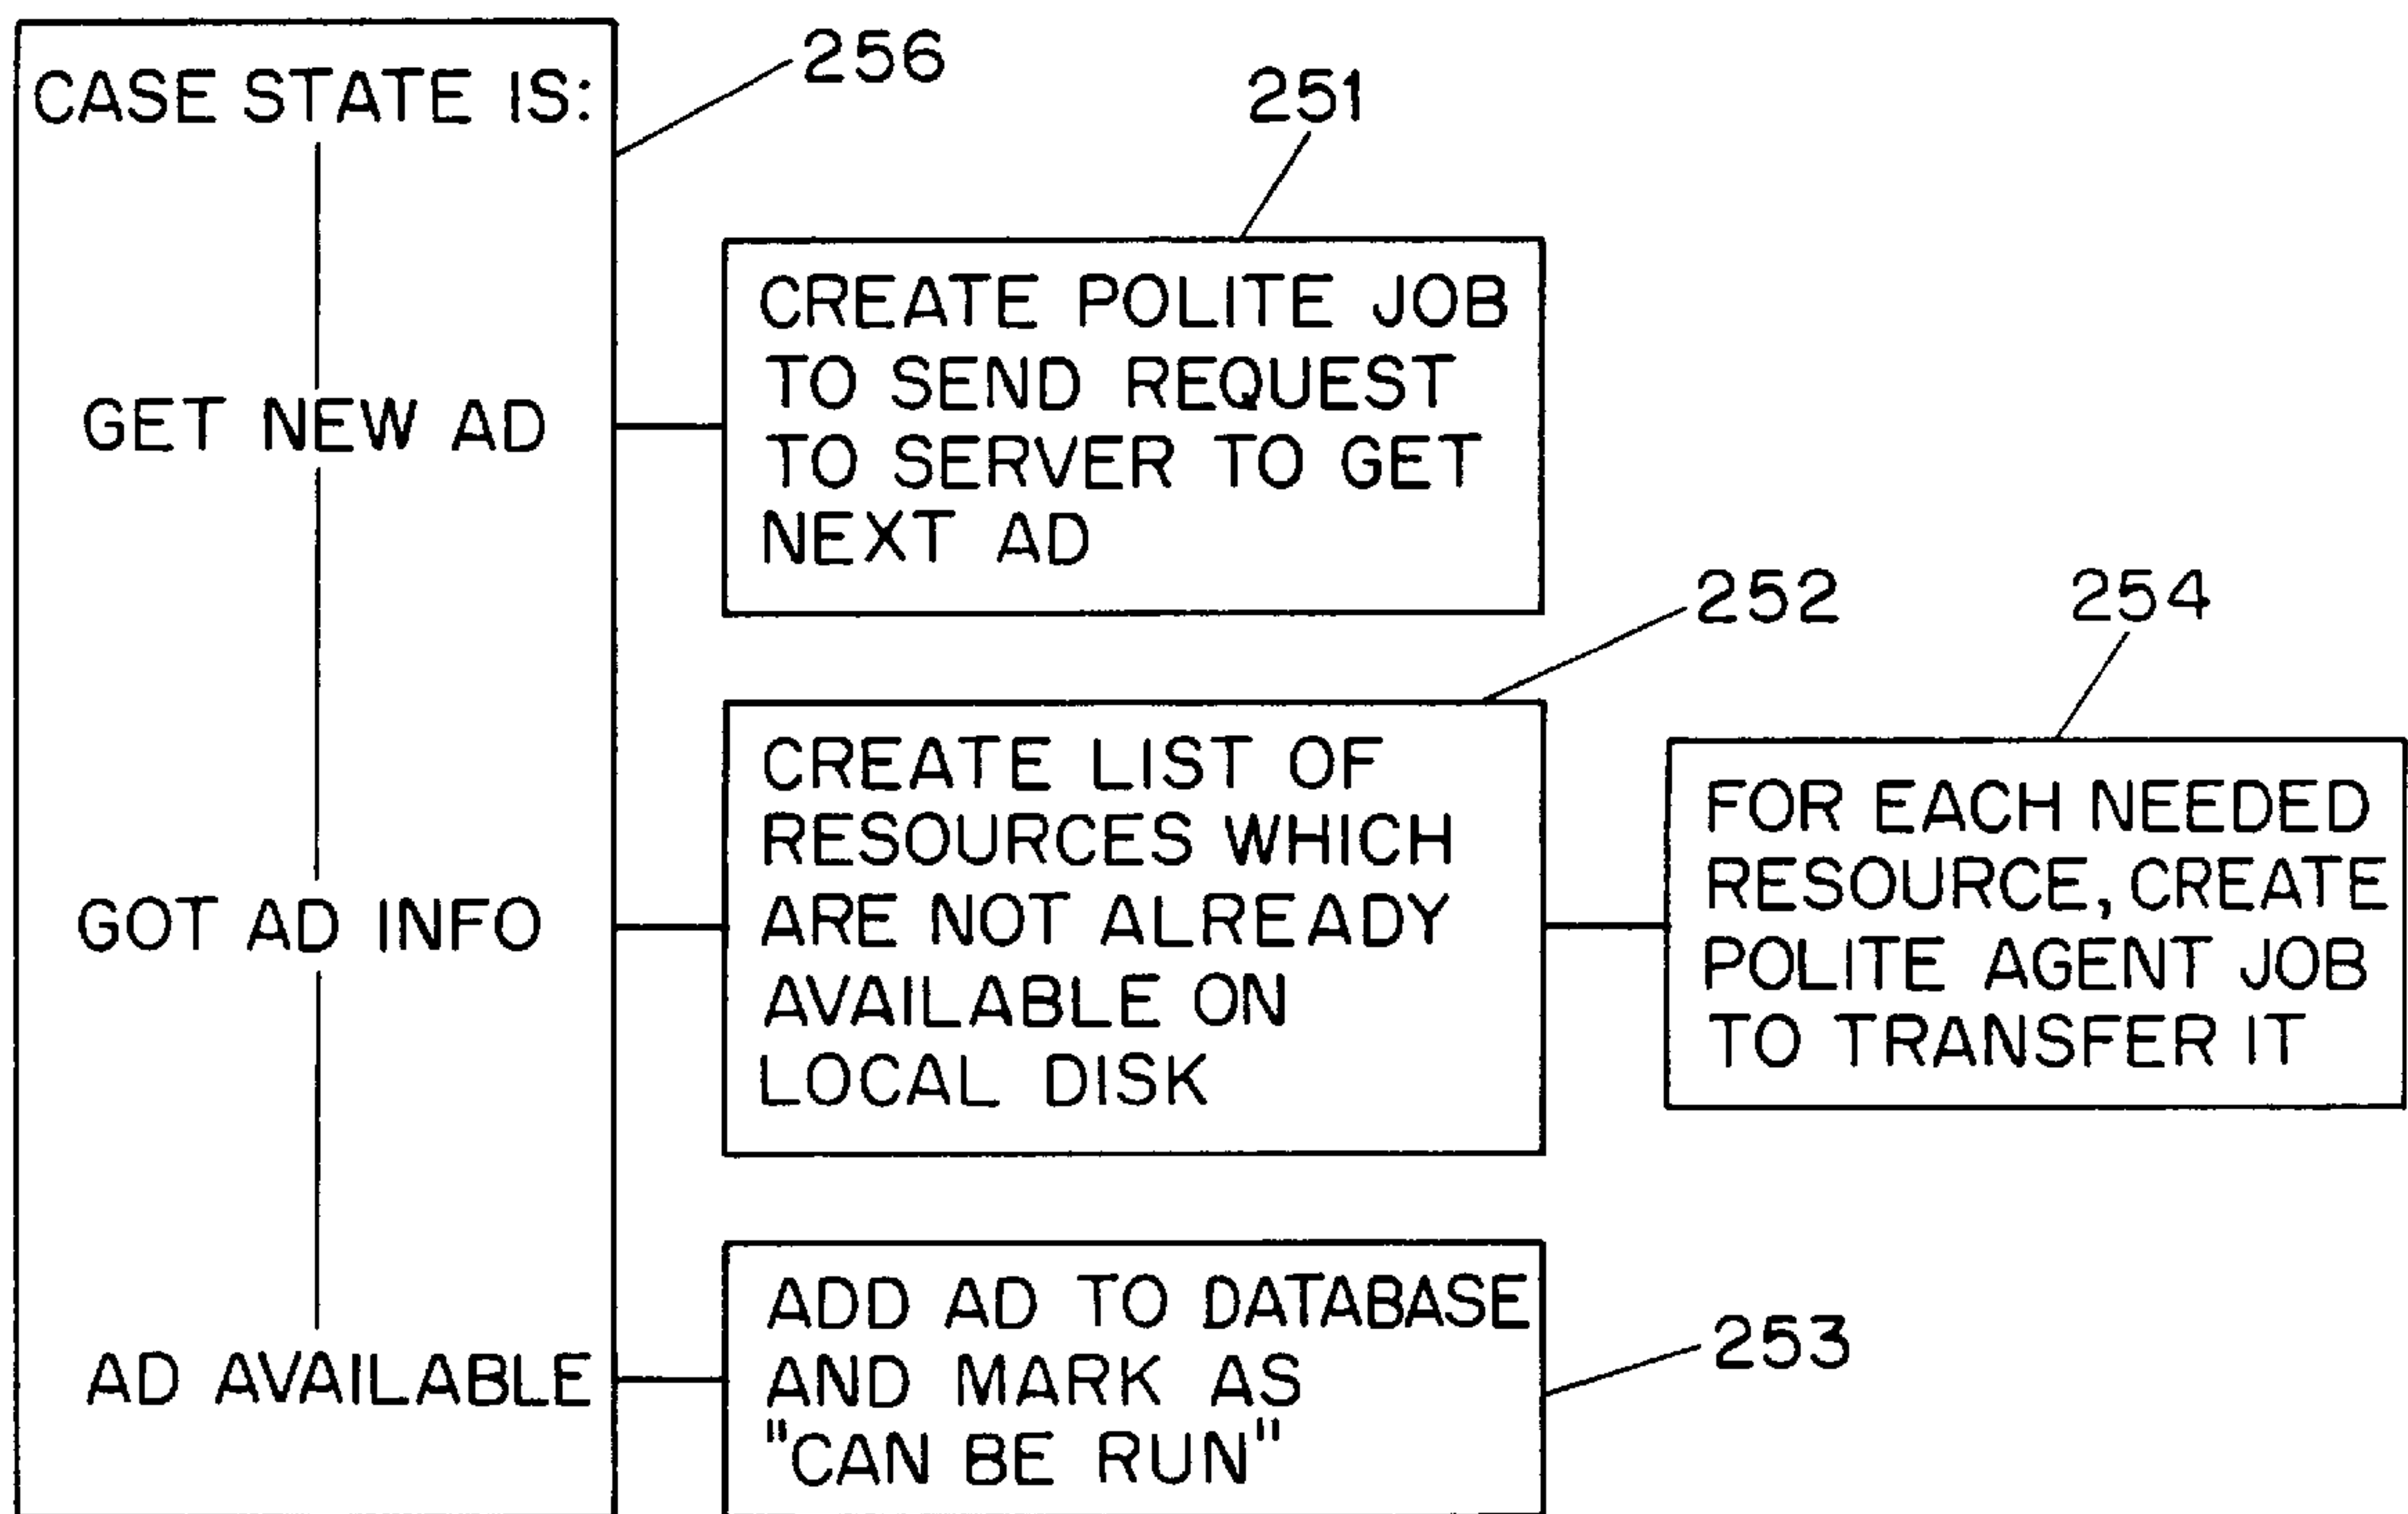 CASE STATE IS:
256
251
GET NEW AD
CREATE POLITE JOB
TO SEND REQUEST
TO SERVER TO GET
NEXT AD
252
254
GOT AD INFO
CREATE LIST OF
RESOURCES WHICH
ARE NOT ALREADY
AVAILABLE ON
LOCAL DISK
FOR EACH NEEDED
RESOURCE, CREATE
POLITE AGENT JOB
TO TRANSFER IT
AD AVAILABLE
ADD AD TO DATABASE
AND MARK AS
"CAN BE RUN"
253